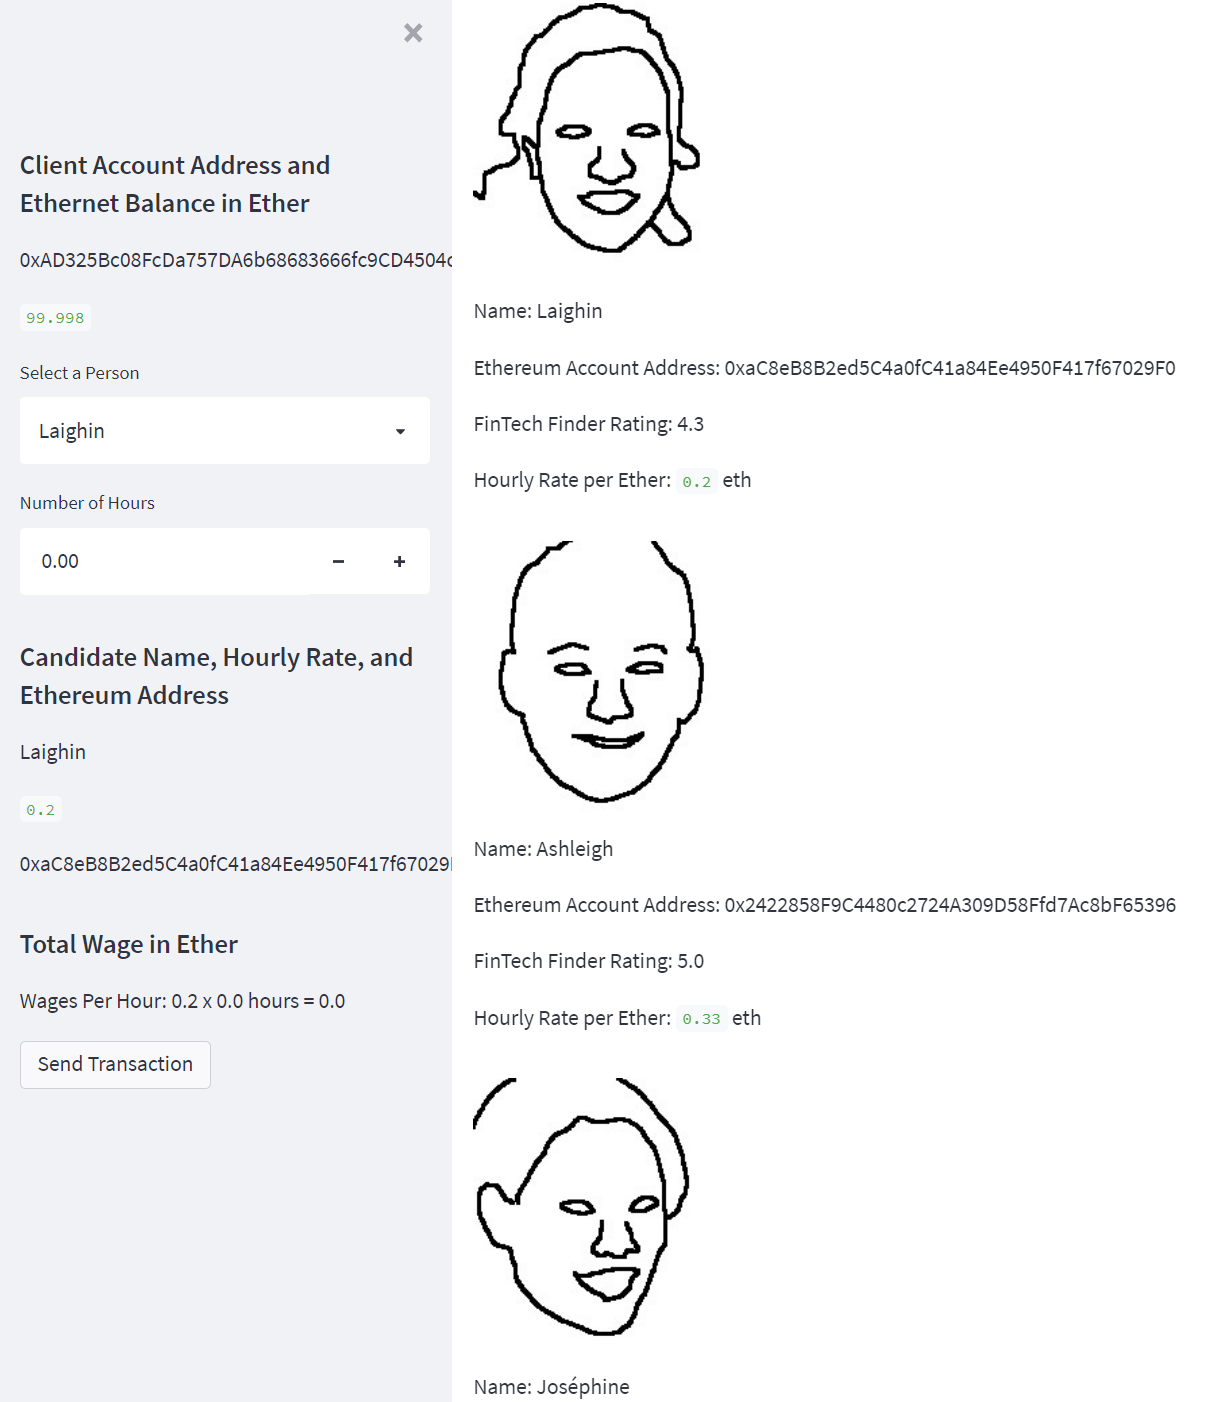 Client Account Address and
Ethernet Balance in Ether
0xAD325Bc08FcDa757DA6b68683666fc9CD4504
99.998
Select a Person
Laighin
Number of Hours
0.00
Candidate Name, Hourly Rate, and
Ethereum Address
Laighin
0.2
0xaC8eB8B2ed5C4a0fC41a84Ee4950F417f67029
Total Wage in Ether
Wages Per Hour: 0.2 x 0.0 hours = 0.0
Send Transaction
Name: Laighin
Ethereum Account Address: 0xaC8eB8B2ed5C4a0fC41a84Ee4950F417f67029F0
FinTech Finder Rating: 4.3
Hourly Rate per Ether: 0.2 eth
Name: Ashleigh
Ethereum Account Address: 0x2422858F9C4480c2724A309D58Ffd7Ac8bF65396
FinTech Finder Rating: 5.0
Hourly Rate per Ether: 0.33 eth
Name: Joséphine